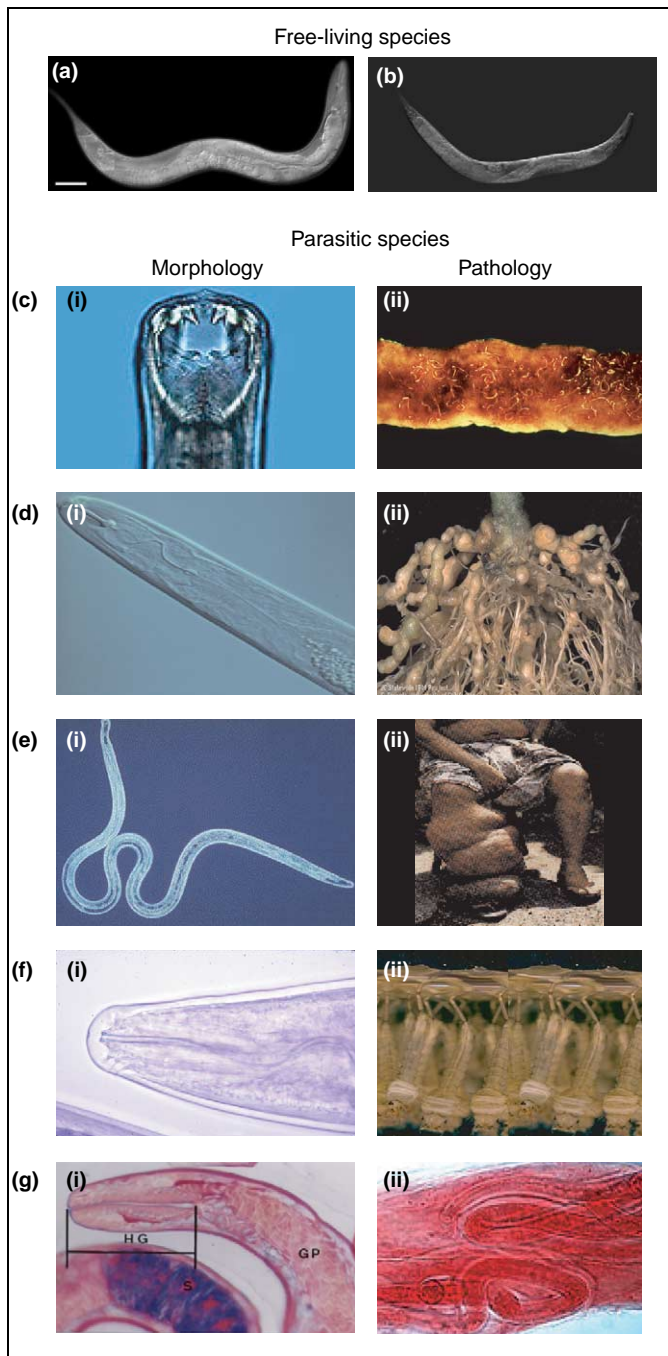 Free-living species
(a)
(b)
Parasitic species
Morphology
Pathology
(c)
(i)
(ii)
(d)
(i)
(ii)
(e)
(i)
(ii)
(f)
(i)
(ii)
(g)
(i)
(ii)
HG
GP
S